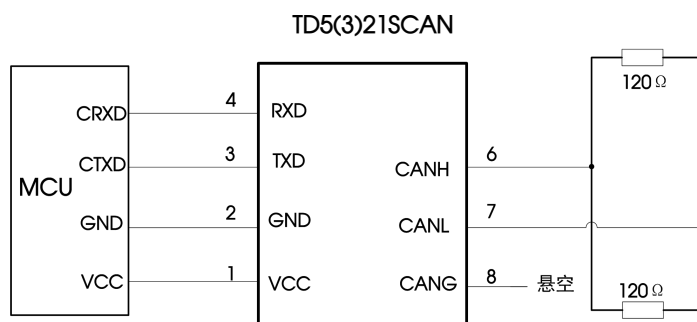 TD5(3)21SCAN
120Ω
CRXD 4 RXD
CTXD 3 TXD
CANH 6
MCU
GND 2 GND
CANL 7
VCC 1 VCC
CANG 8 悬空
120Ω